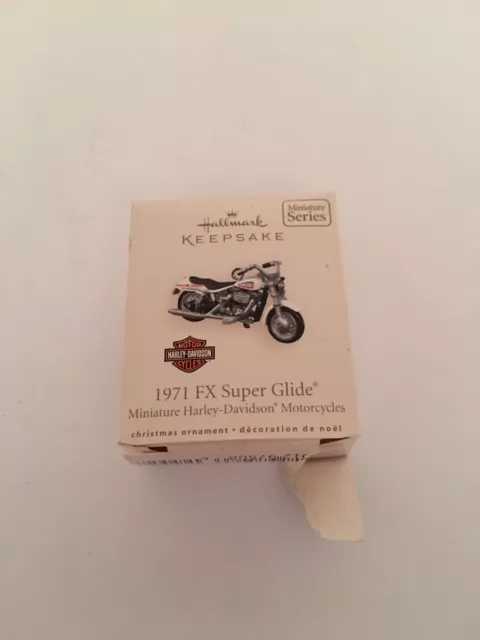 Hallmark
KEEPSAKE
Miniature
Series
MOTOR
HARLEY-DAVIDSON
CYCLES
1971 FX Super Glide®
Miniature Harley-Davidson® Motorcycles
christmas ornament • décoration de noël